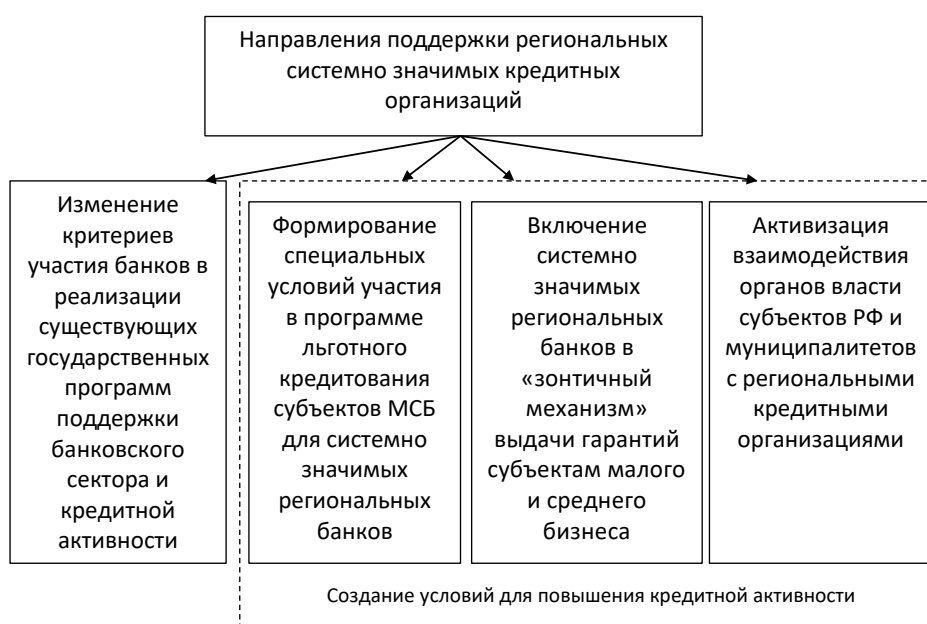 Направления поддержки региональных
системно значимых кредитных
организаций
Изменение
критериев
участия банков в
реализации
существующих
государственных
программ
поддержки
банковского
сектора и
кредитной
активности
Формирование
специальных
условий участия
в программе
льготного
кредитования
субъектов МСБ
для системно
значимых
региональных
банков
Включение
системно
значимых
региональных
банков в
«зонтичный
механизм»
выдачи гарантий
субъектам малого
и среднего
бизнеса
Активизация
взаимодействия
органов власти
субъектов РФ и
муниципалитетов
с региональными
кредитными
организациями
Создание условий для повышения кредитной активности